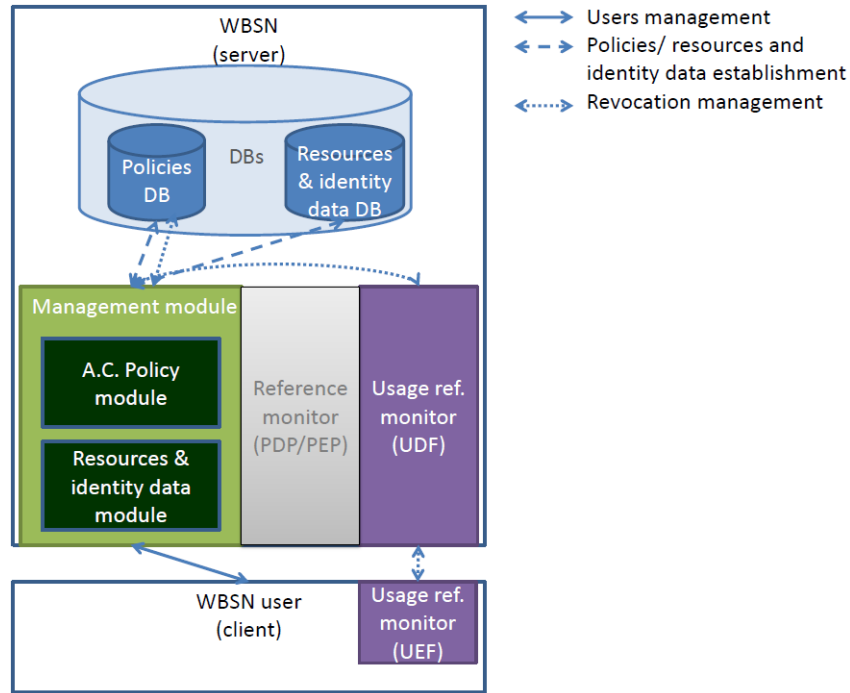 WBSN
(server)
Users management
Policies/ resources and
identity data establishment
Revocation management
Policies
DB
DBs
Resources
& identity
data DB
Management module
A.C. Policy
module
Resources &
identity data
module
Reference
monitor
(PDP/PEP)
Usage ref.
monitor
(UDF)
WBSN user
(client)
Usage ref.
monitor
(UEF)